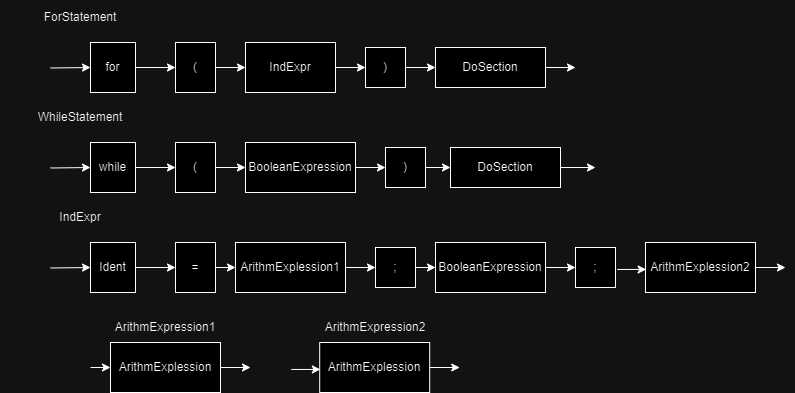 ForStatement
for ( IndExpr ) DoSection
WhileStatement
while ( BooleanExpression ) DoSection
IndExpr
Ident = ArithmExplession1 ; BooleanExpression ; ArithmExplession2
ArithmExpression1 ArithmExpression2
ArithmExplession ArithmExplession